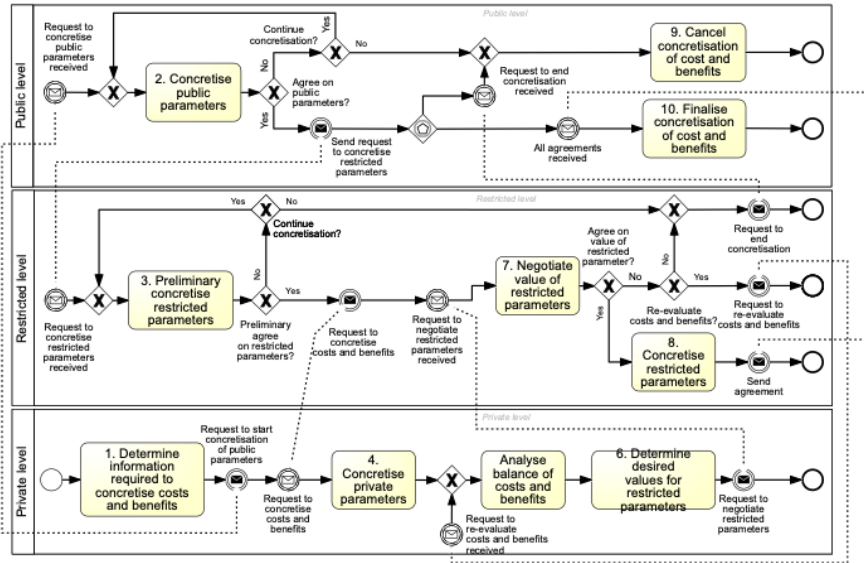 Public level
Public level
Request to
concretise
public
parameters
received
2. Concretise
public
parameters
Continue
concretisation?
Yes
No
No
Agree on
public
parameters?
Yes
Send request
to concretise
restricted
parameters
Request to end
concretisation
received
All agreements
received
9. Cancel
concretisation
of cost and
benefits
10. Finalise
concretisation
of cost and
benefits
Restricted level
Restricted level
Request to
concretise
restricted
parameters
received
3. Preliminary
concretise
restricted
parameters
Yes
No
Continue
concretisation?
No
Yes
Preliminary
agree
on restricted
parameters?
Request to
concretise
costs and benefits
Request to
negotiate
restricted
parameters
received
7. Negotiate
value of
restricted
parameters
Agree on
value of
restricted
parameter?
No
Yes
No
Yes
Re-evaluate
costs and benefits?
8.
Concretise
restricted
parameters
Request to
end
concretisation
Request to
re-evaluate
costs and benefits
Send
agreement
Private level
Private level
1. Determine
information
required to
concretise costs
and benefits
Request to start
concretisation
of public
parameters
Request to
concretise
costs and
benefits
4.
Concretise
private
parameters
Request to
re-evaluate
costs and benefits
received
Analyse
balance of
costs and
benefits
6. Determine
desired
values for
restricted
parameters
Request to
negotiate
restricted
parameters